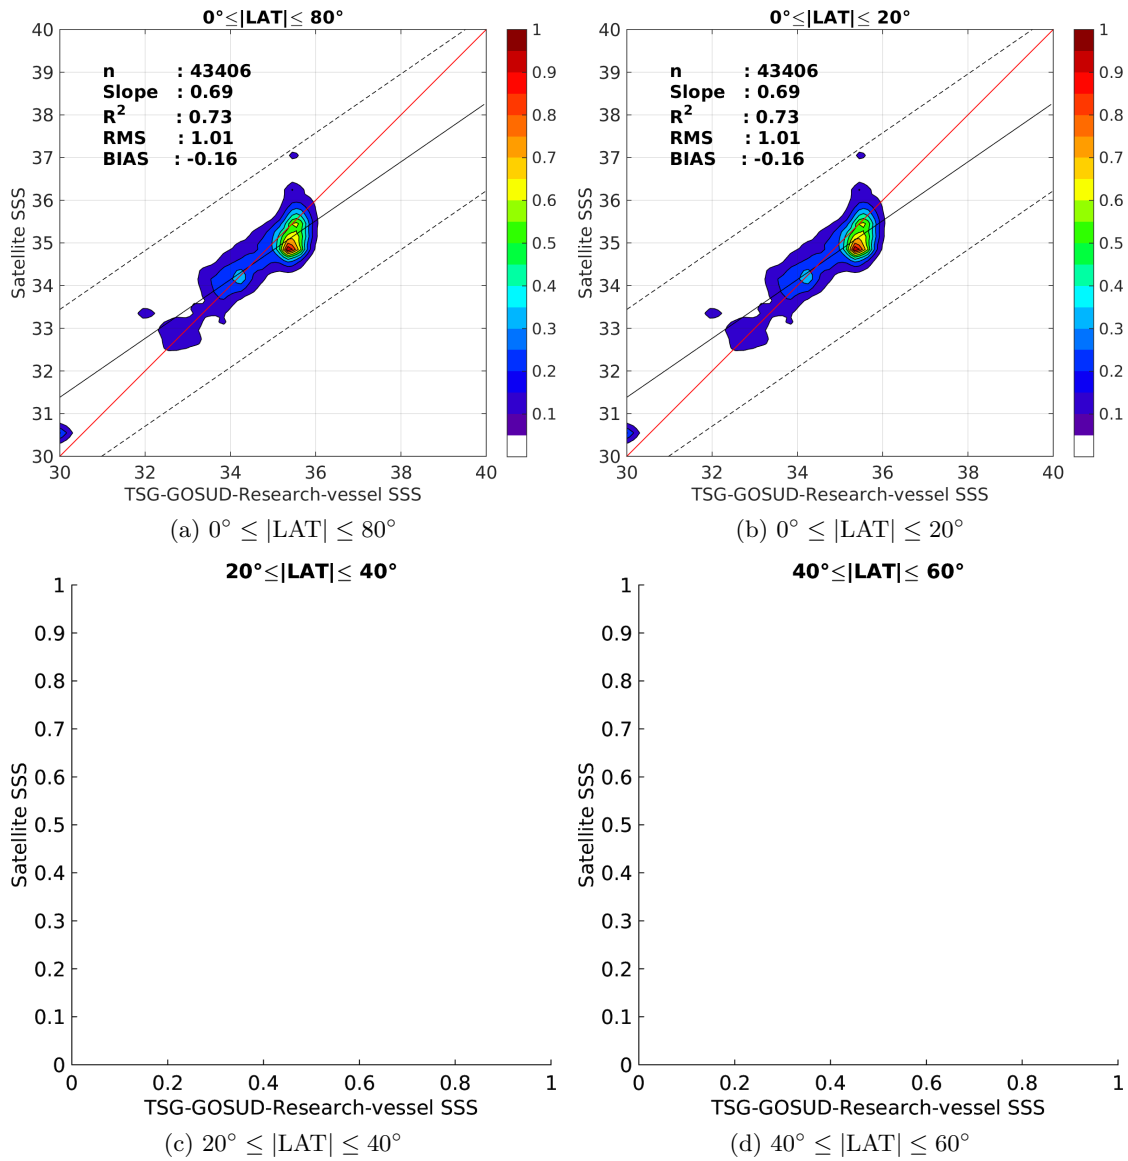 0°≤|LAT|≤ 80°
40
39
38
37
36
35
34
33
32
31
30
n : 43406
Slope : 0.69
R2 : 0.73
RMS : 1.01
BIAS : -0.16
Satellite SSS
30 32 34 36 38 40
TSG-GOSUD-Research-vessel SSS
1
0.9
0.8
0.7
0.6
0.5
0.4
0.3
0.2
0.1
(a) 0° ≤ |LAT| ≤ 80°
0°≤|LAT|≤ 20°
40
39
38
37
36
35
34
33
32
31
30
n : 43406
Slope : 0.69
R2 : 0.73
RMS : 1.01
BIAS : -0.16
Satellite SSS
30 32 34 36 38 40
TSG-GOSUD-Research-vessel SSS
1
0.9
0.8
0.7
0.6
0.5
0.4
0.3
0.2
0.1
(b) 0° ≤ |LAT| ≤ 20°
20°≤|LAT|≤ 40°
1
0.9
0.8
0.7
0.6
0.5
0.4
0.3
0.2
0.1
0
Satellite SSS
0 0.2 0.4 0.6 0.8 1
TSG-GOSUD-Research-vessel SSS
(c) 20° ≤ |LAT| ≤ 40°
40°≤|LAT|≤ 60°
1
0.9
0.8
0.7
0.6
0.5
0.4
0.3
0.2
0.1
0
Satellite SSS
0 0.2 0.4 0.6 0.8 1
TSG-GOSUD-Research-vessel SSS
(d) 40° ≤ |LAT| ≤ 60°